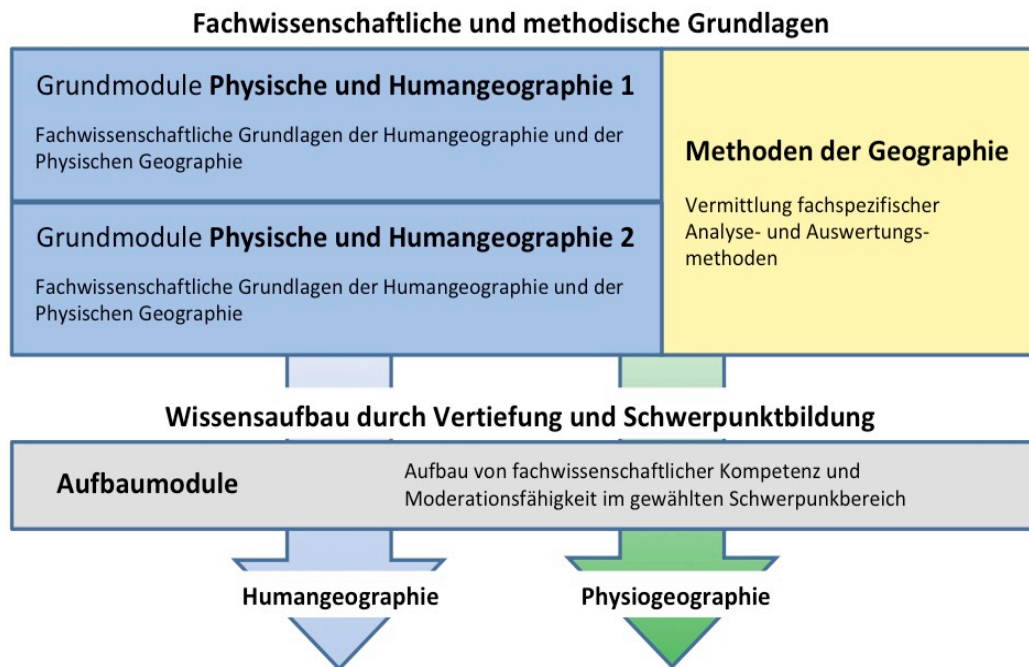 Fachwissenschaftliche und methodische Grundlagen
Grundmodule Physische und Humangeographie 1
Fachwissenschaftliche Grundlagen der Humangeographie und der
Physischen Geographie
Grundmodule Physische und Humangeographie 2
Fachwissenschaftliche Grundlagen der Humangeographie und der
Physischen Geographie
Methoden der Geographie
Vermittlung fachspezifischer
Analyse- und Auswertungs-
methoden
Wissensaufbau durch Vertiefung und Schwerpunktbildung
Aufbaumodule
Aufbau von fachwissenschaftlicher Kompetenz und
Moderationsfähigkeit im gewählten Schwerpunkbereich
Humangeographie
Physiogeographie